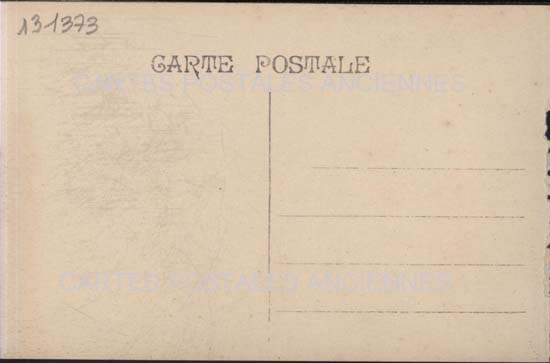 131373
CARTE POSTALE
CARTES POSTALES ANCIENNES
CARTES POSTALES ANCIENNES